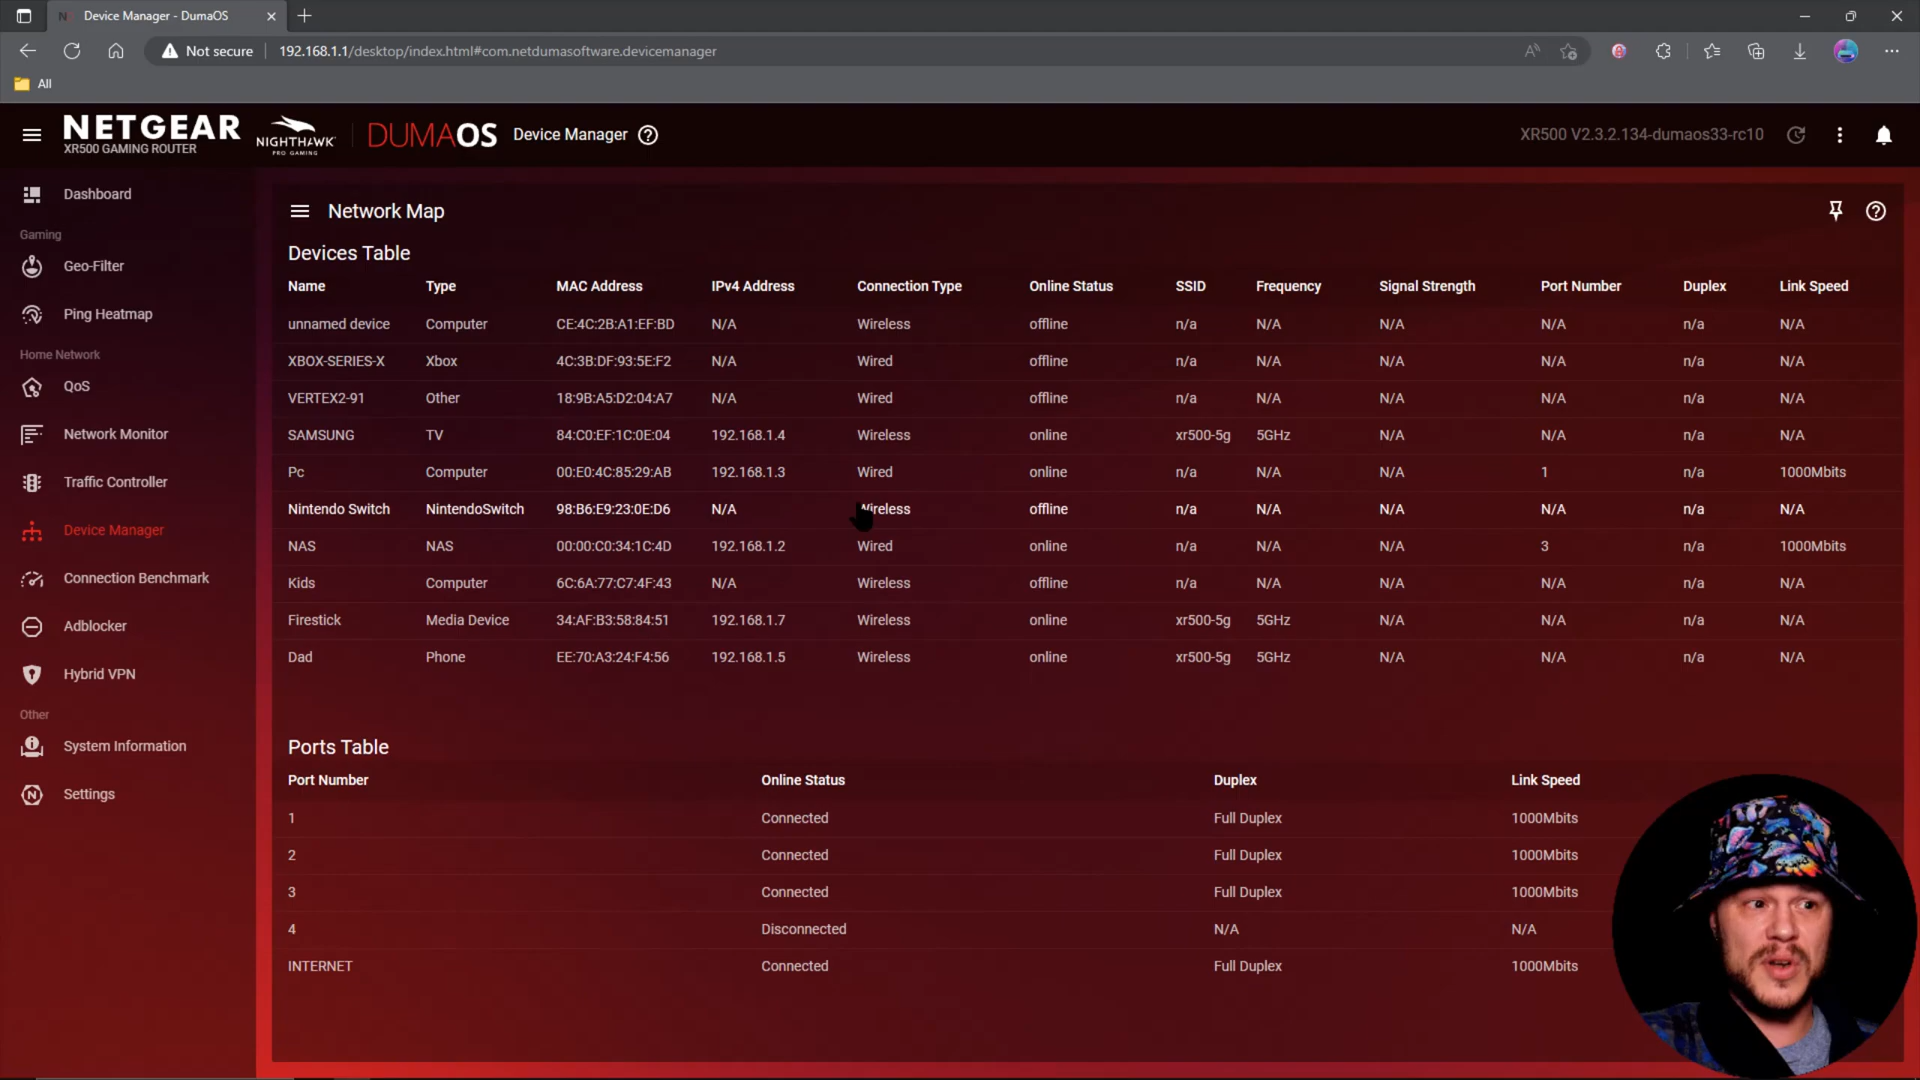 Device Manager - DumaOS
Not secure
192.168.1.1/desktop/index.html#com.netdumasoftware.devicemanager
All
NETGEAR
XR500 GAMING ROUTER
NIGHTHAWK
PRO GAMING
DUMAOS
Device Manager
XR500 V2.3.2.134-dumaos33-rc10
Dashboard
Gaming
Geo-Filter
Ping Heatmap
Home Network
QoS
Network Monitor
Traffic Controller
Device Manager
Connection Benchmark
Adblocker
Hybrid VPN
Other
System Information
Settings
Network Map
Devices Table
Name Type MAC Address IPv4 Address Connection Type Online Status SSID Frequency Signal Strength Port Number Duplex Link Speed
unnamed device Computer CE:4C:2B:A1:EF:BD N/A Wireless offline n/a N/A N/A N/A n/a N/A
XBOX-SERIES-X Xbox 4C:3B:DF:93:5E:F2 N/A Wired offline n/a N/A N/A N/A n/a N/A
VERTEX2-91 Other 18:9B:A5:D2:04:A7 N/A Wired offline n/a N/A N/A N/A n/a N/A
SAMSUNG TV 84:C0:EF:1C:0E:04 192.168.1.4 Wireless online xr500-5g 5GHz N/A N/A n/a N/A
Pc Computer 00:E0:4C:85:29:AB 192.168.1.3 Wired online n/a N/A N/A 1 n/a 1000Mbits
Nintendo Switch NintendoSwitch 98:B6:E9:23:0E:D6 N/A Wireless offline n/a N/A N/A N/A n/a N/A
NAS NAS 00:00:C0:34:1C:4D 192.168.1.2 Wired online n/a N/A N/A 3 n/a 1000Mbits
Kids Computer 6C:6A:77:C7:4F:43 N/A Wireless offline n/a N/A N/A N/A n/a N/A
Firestick Media Device 34:AF:B3:58:84:51 192.168.1.7 Wireless online xr500-5g 5GHz N/A N/A n/a N/A
Dad Phone EE:70:A3:24:F4:56 192.168.1.5 Wireless online xr500-5g 5GHz N/A N/A n/a N/A
Ports Table
Port Number Online Status Duplex Link Speed
1 Connected Full Duplex 1000Mbits
2 Connected Full Duplex 1000Mbits
3 Connected Full Duplex 1000Mbits
4 Disconnected N/A N/A
INTERNET Connected Full Duplex 1000Mbits